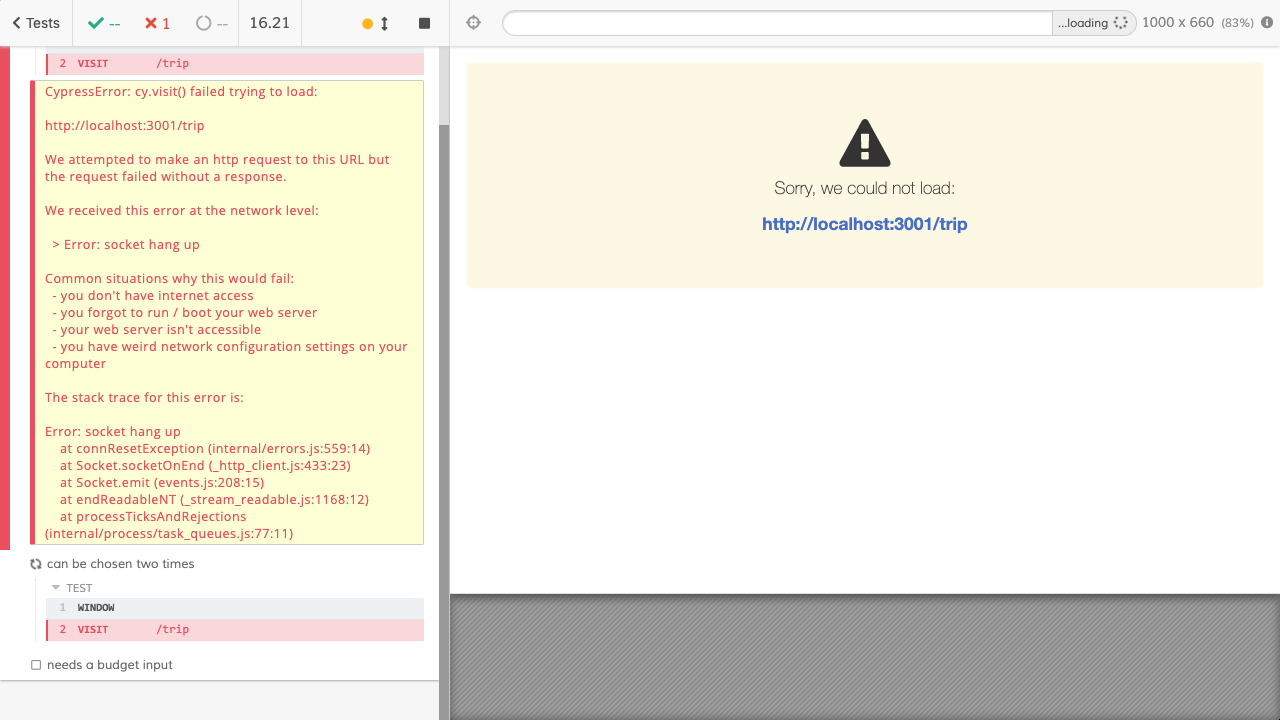 Tests
--
1
--
16.21
...loading
1000 x 660 (83%)
2 VISIT /trip
CypressError: cy.visit() failed trying to load:
http://localhost:3001/trip
We attempted to make an http request to this URL but
the request failed without a response.
We received this error at the network level:
> Error: socket hang up
Common situations why this would fail:
- you don't have internet access
- you forgot to run / boot your web server
- your web server isn't accessible
- you have weird network configuration settings on your
computer
The stack trace for this error is:
Error: socket hang up
at connResetException (internal/errors.js:559:14)
at Socket.socketOnEnd (_http_client.js:433:23)
at Socket.emit (events.js:208:15)
at endReadableNT (_stream_readable.js:1168:12)
at processTicksAndRejections
(internal/process/task_queues.js:77:11)
can be chosen two times
TEST
1 WINDOW
2 VISIT /trip
needs a budget input
Sorry, we could not load:
http://localhost:3001/trip